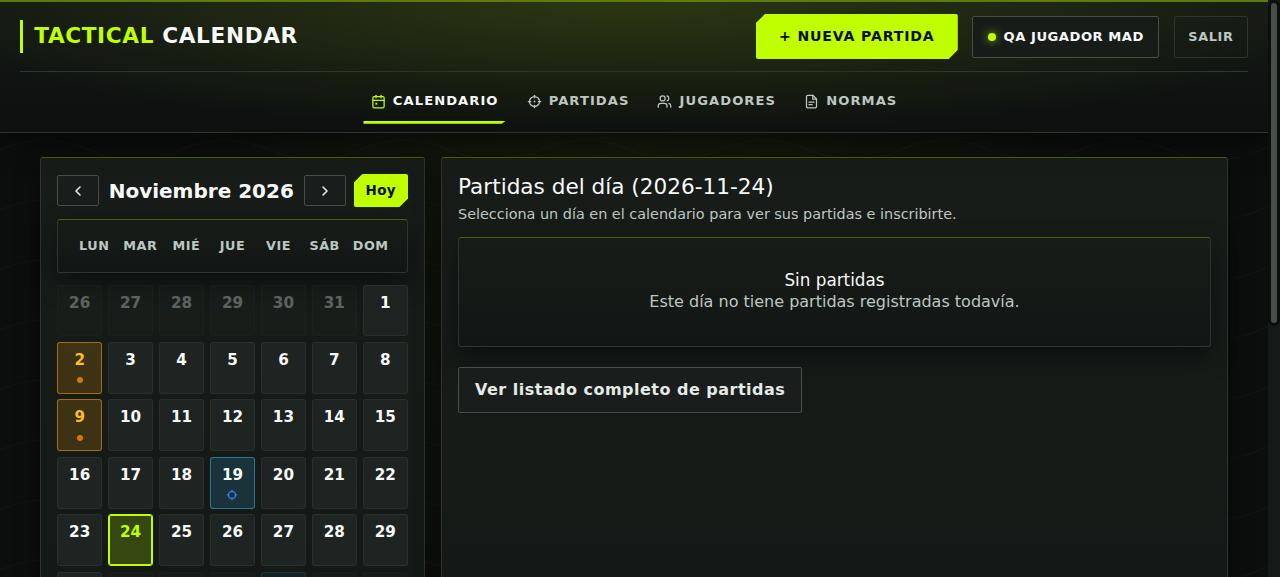 TACTICAL CALENDAR
+ NUEVA PARTIDA
QA JUGADOR MAD
SALIR
CALENDARIO
PARTIDAS
JUGADORES
NORMAS
Noviembre 2026
Hoy
LUN MAR MIÉ JUE VIE SÁB DOM
26 27 28 29 30 31 1
2 3 4 5 6 7 8
9 10 11 12 13 14 15
16 17 18 19 20 21 22
23 24 25 26 27 28 29
Partidas del día (2026-11-24)
Selecciona un día en el calendario para ver sus partidas e inscribirte.
Sin partidas
Este día no tiene partidas registradas todavía.
Ver listado completo de partidas